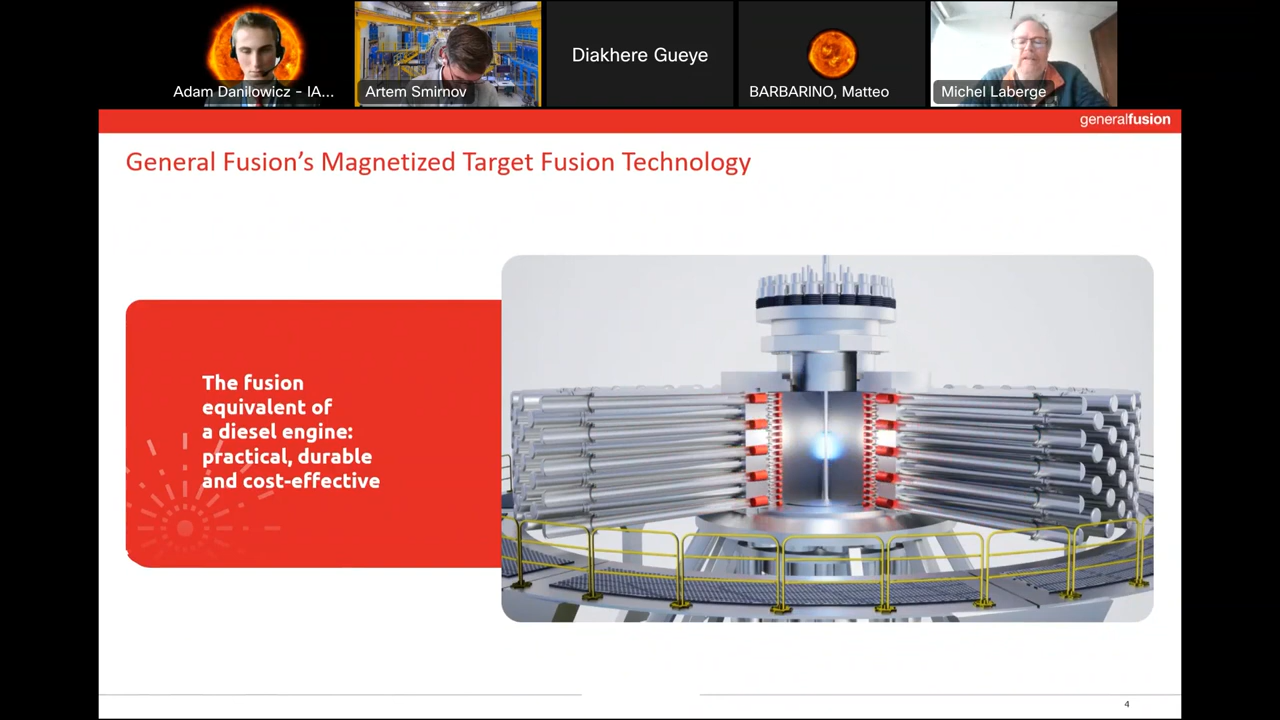 Adam Danilowicz - IA...
Artem Smirnov
Diakhere Gueye
BARBARINO, Matteo
Michel Laberge
generalfusion
General Fusion's Magnetized Target Fusion Technology
The fusion
equivalent of
a diesel engine:
practical, durable
and cost-effective
4